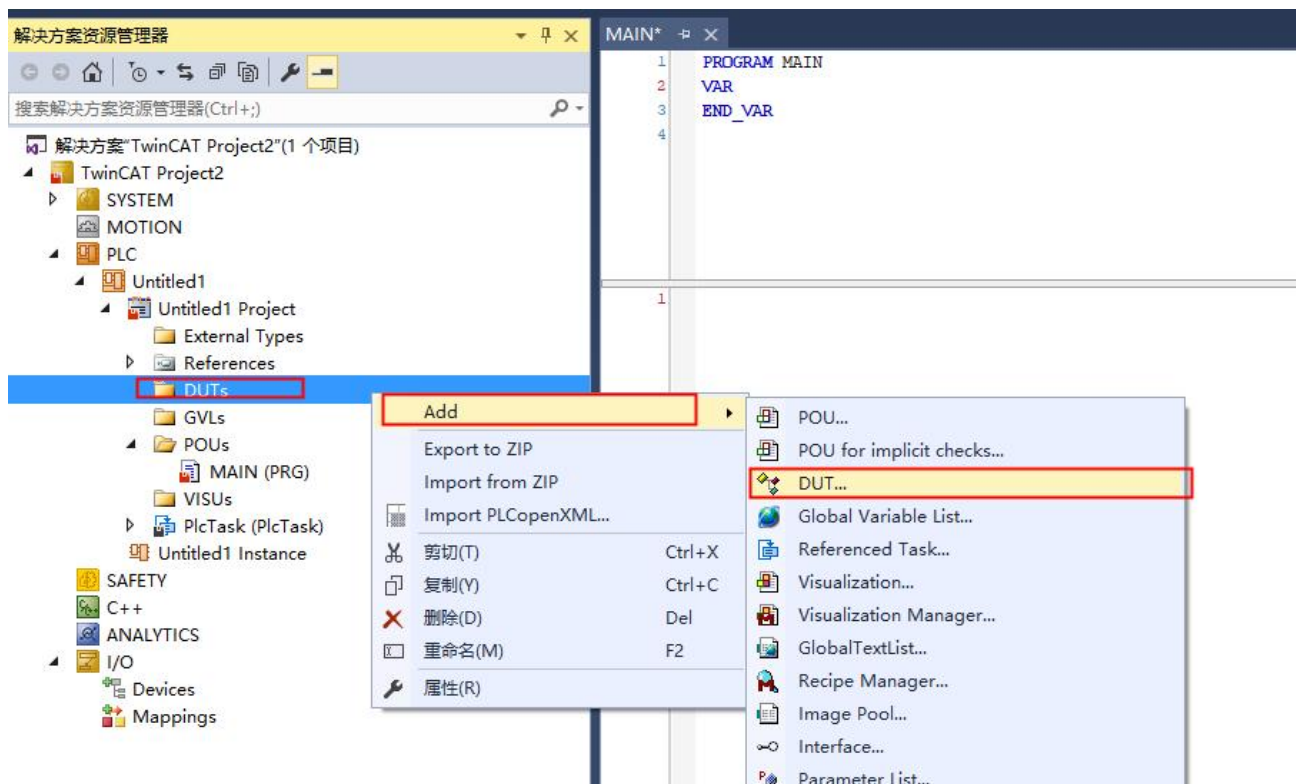 解决方案资源管理器
搜索解决方案资源管理器(Ctrl+;)
解决方案"TwinCAT Project2"(1 个项目)
TwinCAT Project2
SYSTEM
MOTION
PLC
Untitled1
Untitled1 Project
External Types
References
DUTs
GVLs
POUs
MAIN (PRG)
VISUs
PlcTask (PlcTask)
Untitled1 Instance
SAFETY
C++
ANALYTICS
I/O
Devices
Mappings
MAIN*
1 PROGRAM MAIN
2 VAR
3 END_VAR
4
1
Add
Export to ZIP
Import from ZIP
Import PLCopenXML...
剪切(T) Ctrl+X
复制(Y) Ctrl+C
删除(D) Del
重命名(M) F2
属性(R)
POU...
POU for implicit checks...
DUT...
Global Variable List...
Referenced Task...
Visualization...
Visualization Manager...
GlobalTextList...
Recipe Manager...
Image Pool...
Interface...
Parameter List...